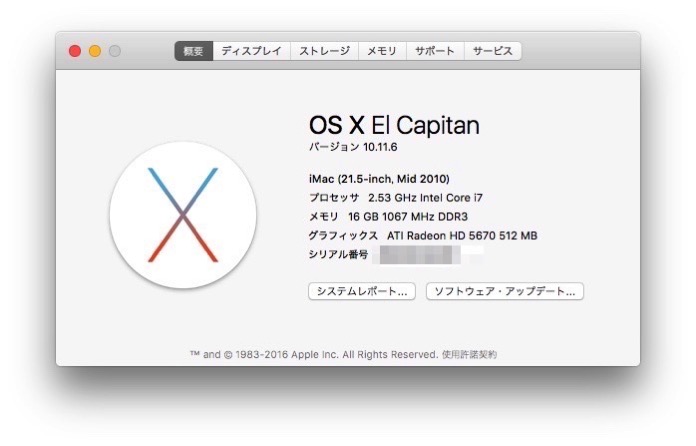 概要 ディスプレイ ストレージ メモリ サポート サービス
OS X El Capitan
バージョン 10.11.6
iMac (21.5-inch, Mid 2010)
プロセッサ 2.53 GHz Intel Core i7
メモリ 16 GB 1067 MHz DDR3
グラフィックス ATI Radeon HD 5670 512 MB
シリアル番号
システムレポート... ソフトウェア・アップデート...
™ and © 1983-2016 Apple Inc. All Rights Reserved. 使用許諾契約